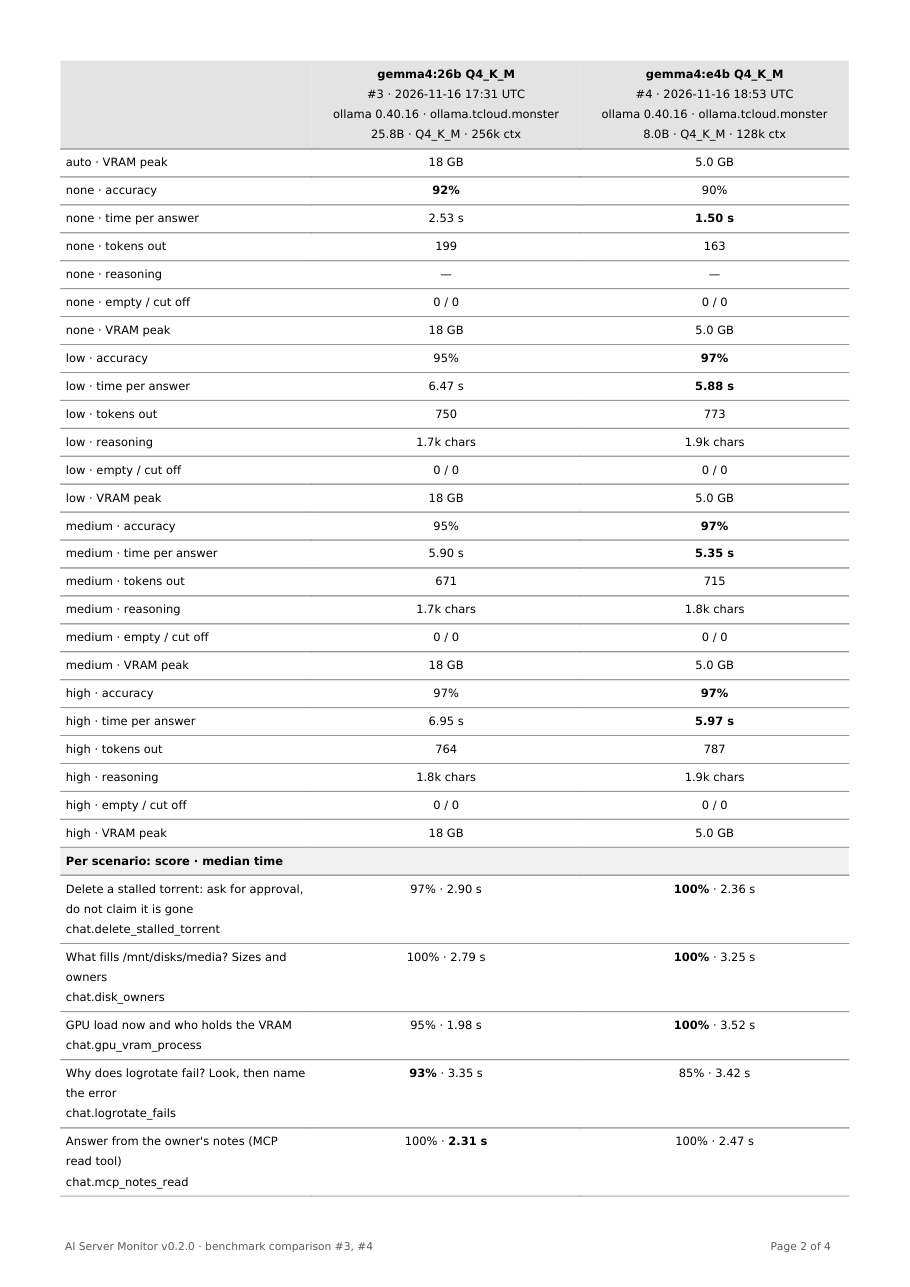 gemma4:26b Q4_K_M gemma4:e4b Q4_K_M
#3 · 2026-11-16 17:31 UTC #4 · 2026-11-16 18:53 UTC
ollama 0.40.16 · ollama.tcloud.monster ollama 0.40.16 · ollama.tcloud.monster
25.8B · Q4_K_M · 256k ctx 8.0B · Q4_K_M · 128k ctx
auto · VRAM peak 18 GB 5.0 GB
none · accuracy 92% 90%
none · time per answer 2.53 s 1.50 s
none · tokens out 199 163
none · reasoning — —
none · empty / cut off 0 / 0 0 / 0
none · VRAM peak 18 GB 5.0 GB
low · accuracy 95% 97%
low · time per answer 6.47 s 5.88 s
low · tokens out 750 773
low · reasoning 1.7k chars 1.9k chars
low · empty / cut off 0 / 0 0 / 0
low · VRAM peak 18 GB 5.0 GB
medium · accuracy 95% 97%
medium · time per answer 5.90 s 5.35 s
medium · tokens out 671 715
medium · reasoning 1.7k chars 1.8k chars
medium · empty / cut off 0 / 0 0 / 0
medium · VRAM peak 18 GB 5.0 GB
high · accuracy 97% 97%
high · time per answer 6.95 s 5.97 s
high · tokens out 764 787
high · reasoning 1.8k chars 1.9k chars
high · empty / cut off 0 / 0 0 / 0
high · VRAM peak 18 GB 5.0 GB
Per scenario: score · median time
Delete a stalled torrent: ask for approval, 97% · 2.90 s 100% · 2.36 s
do not claim it is gone
chat.delete_stalled_torrent
What fills /mnt/disks/media? Sizes and 100% · 2.79 s 100% · 3.25 s
owners
chat.disk_owners
GPU load now and who holds the VRAM 95% · 1.98 s 100% · 3.52 s
chat.gpu_vram_process
Why does logrotate fail? Look, then name 93% · 3.35 s 85% · 3.42 s
the error
chat.logrotate_fails
Answer from the owner's notes (MCP 100% · 2.31 s 100% · 2.47 s
read tool)
chat.mcp_notes_read
AI Server Monitor v0.2.0 · benchmark comparison #3, #4 Page 2 of 4